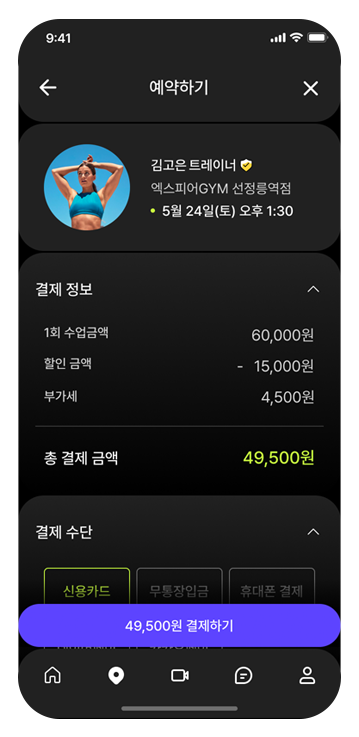 9:41
예약하기
김고은 트레이너
엑스피어GYM 선정릉역점
• 5월 24일(토) 오후 1:30
결제 정보
1회 수업금액 60,000원
할인 금액 - 15,000원
부가세 4,500원
총 결제 금액 49,500원
결제 수단
신용카드 무통장입금 휴대폰 결제
49,500원 결제하기